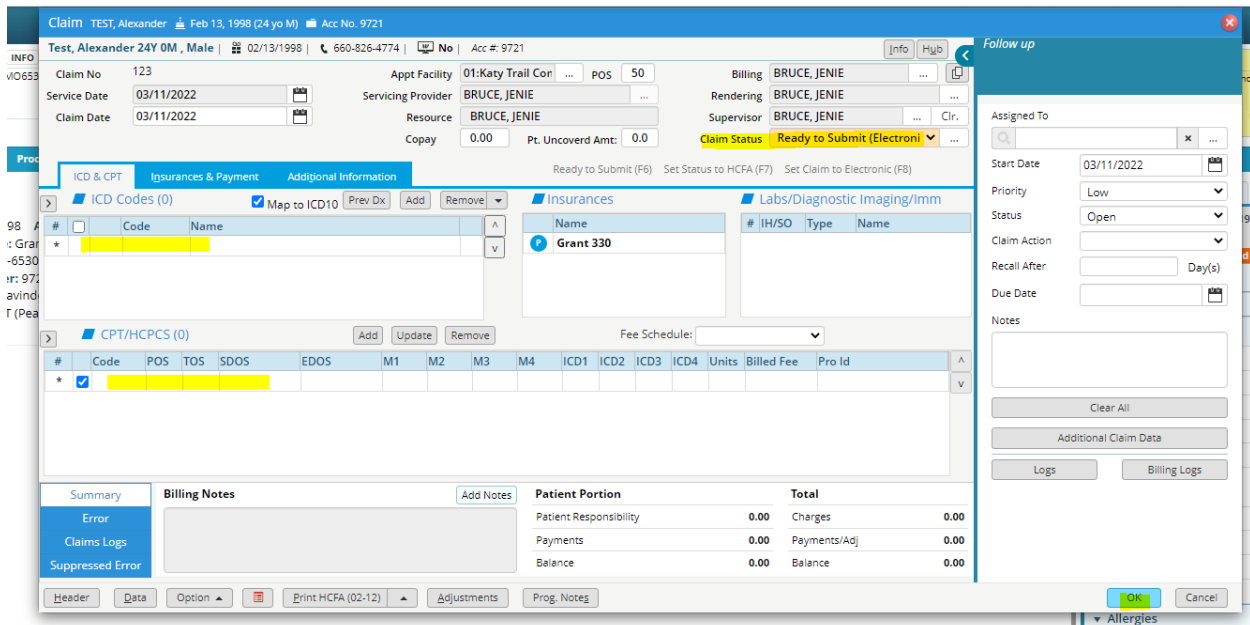 Claim TEST, Alexander Feb 13, 1998 (24 yo M) Acc No. 9721
Test, Alexander 24Y 0M , Male | 02/13/1998 | 660-826-4774 | No | Acc #: 9721 Info Hub
Follow up
INFO
MO653
Claim No 123 Appt Facility 01:Katy Trail Con ... POS 50 Billing BRUCE, JENIE ...
Service Date 03/11/2022 Servicing Provider BRUCE, JENIE ... Rendering BRUCE, JENIE ...
Claim Date 03/11/2022 Resource BRUCE, JENIE Supervisor BRUCE, JENIE ... Clr.
Copay 0.00 Pt. Uncoverd Amt: 0.0 Claim Status Ready to Submit (Electroni ...
Assigned To
x ...
Start Date 03/11/2022
Priority Low
Status Open
Claim Action
Recall After Day(s)
Due Date
Notes
Clear All
Additional Claim Data
Logs Billing Logs
Proc
Ready to Submit (F6) Set Status to HCFA (F7) Set Claim to Electronic (F8)
ICD & CPT Insurances & Payment Additional Information
> ICD Codes (0) Map to ICD10 Prev Dx Add Remove Insurances Labs/Diagnostic Imaging/Imm
# Code Name Name # IH/SO Type Name
* P Grant 330
98
: Gran
-6530
er: 972
avind
T (Pea
> CPT/HCPCS (0) Add Update Remove Fee Schedule:
# Code POS TOS SDOS EDOS M1 M2 M3 M4 ICD1 ICD2 ICD3 ICD4 Units Billed Fee Pro Id
*
Summary Billing Notes Add Notes Patient Portion Total
Error Patient Responsibility 0.00 Charges 0.00
Claims Logs Payments 0.00 Payments/Adj 0.00
Suppressed Error Balance 0.00 Balance 0.00
Header Data Option Print HCFA (02-12) Adjustments Prog. Notes OK Cancel
Allergies